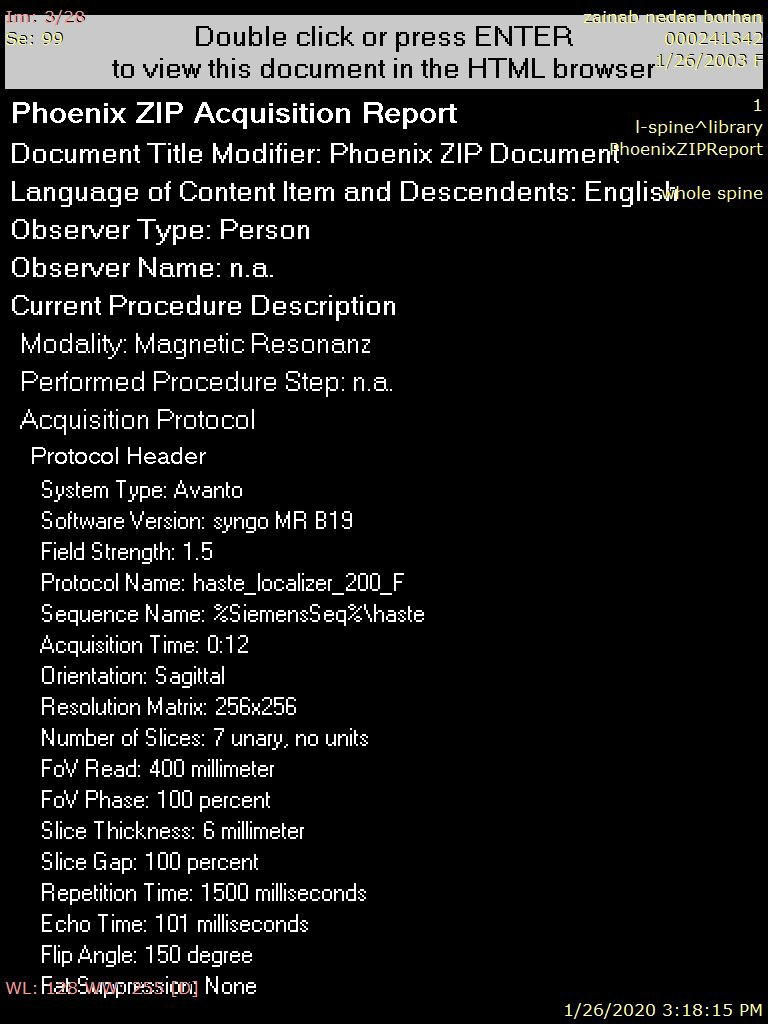 Im: 3/28
Se: 99
zainab nedaa borhan
000241342
1/26/2003 F
Double click or press ENTER
to view this document in the HTML browser
1
l-spine^library
PhoenixZIPReport
whole spine
Phoenix ZIP Acquisition Report
Document Title Modifier: Phoenix ZIP Document
Language of Content Item and Descendents: English
Observer Type: Person
Observer Name: n.a.
Current Procedure Description
Modality: Magnetic Resonanz
Performed Procedure Step: n.a.
Acquisition Protocol
Protocol Header
System Type: Avanto
Software Version: syngo MR B19
Field Strength: 1.5
Protocol Name: haste_localizer_200_F
Sequence Name: %SiemensSeq%\haste
Acquisition Time: 0:12
Orientation: Sagittal
Resolution Matrix: 256x256
Number of Slices: 7 unary, no units
FoV Read: 400 millimeter
FoV Phase: 100 percent
Slice Thickness: 6 millimeter
Slice Gap: 100 percent
Repetition Time: 1500 milliseconds
Echo Time: 101 milliseconds
Flip Angle: 150 degree
Fat Suppression: None
WL: 128 WW: 255 [D]
1/26/2020 3:18:15 PM